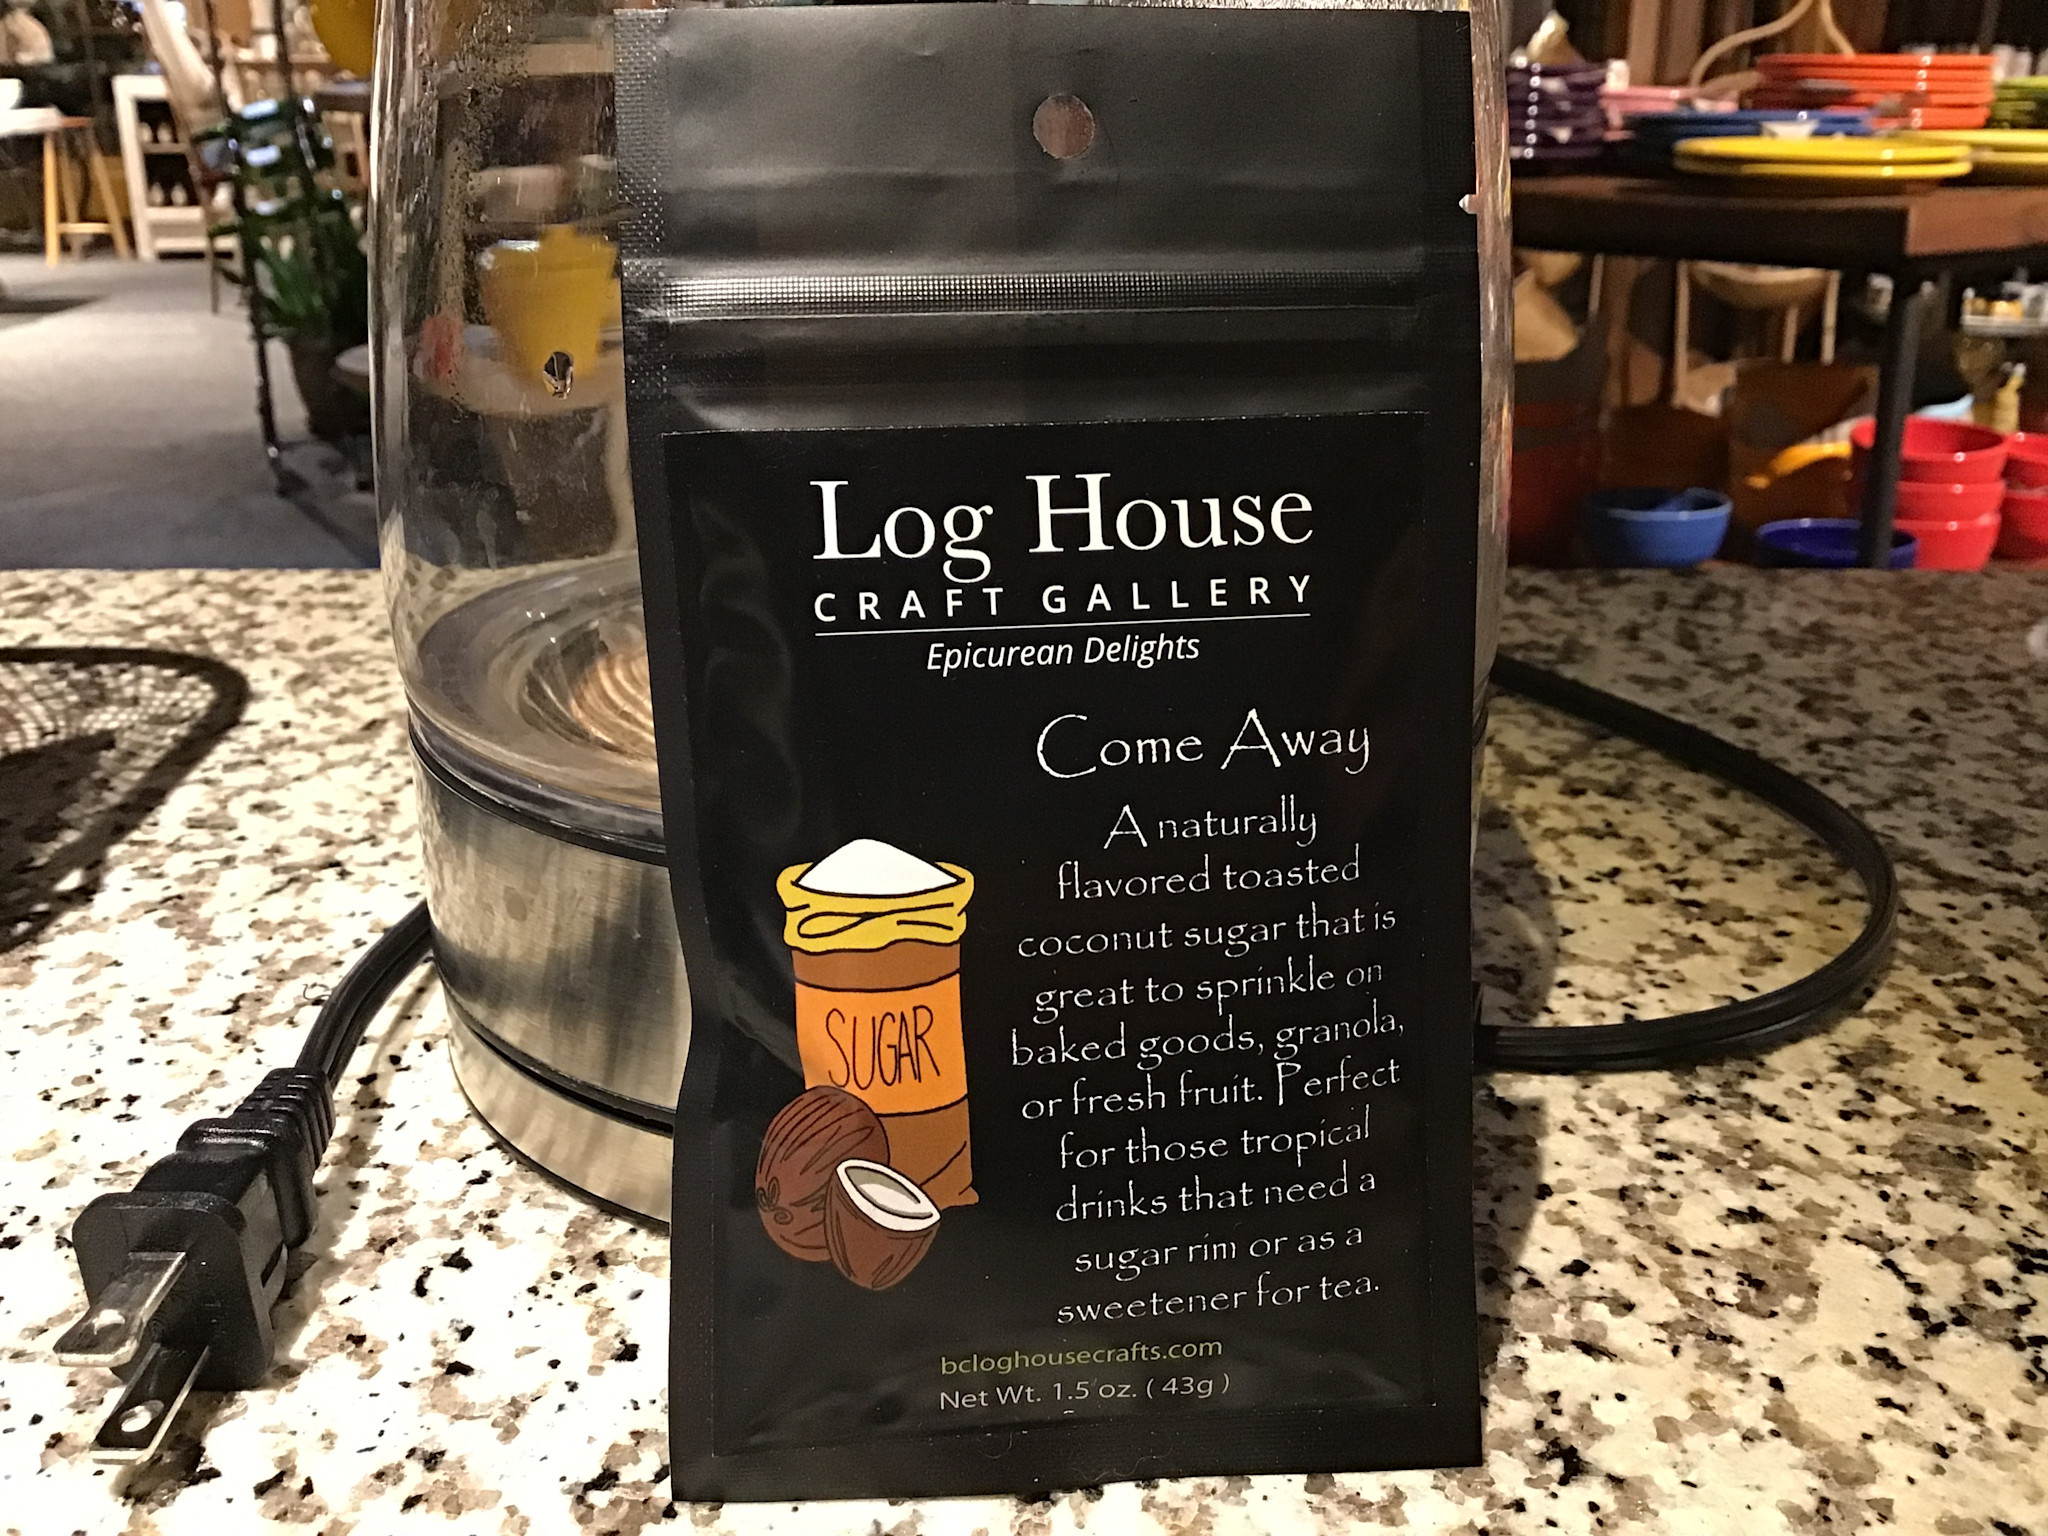 Log House
CRAFT GALLERY
Epicurean Delights
Come Away
A naturally
flavored toasted
coconut sugar that is
great to sprinkle on
baked goods, granola,
or fresh fruit. Perfect
for those tropical
drinks that need a
sugar rim or as a
sweetener for tea.
SUGAR
bcloghousecrafts.com
Net Wt. 1.5 oz. ( 43g )